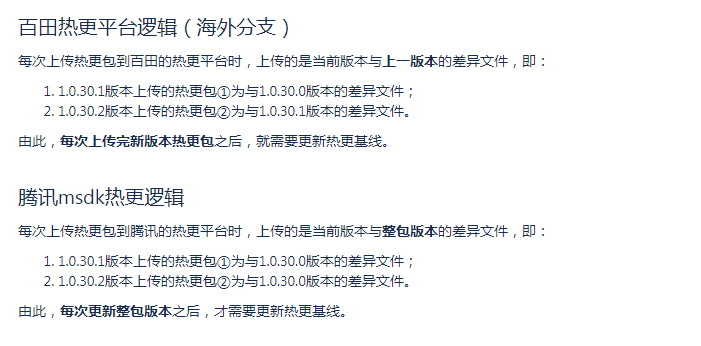 百田热更平台逻辑（海外分支）
每次上传热更包到百田的热更平台时，上传的是当前版本与上一版本的差异文件，即：
1. 1.0.30.1版本上传的热更包①为与1.0.30.0版本的差异文件；
2. 1.0.30.2版本上传的热更包②为与1.0.30.1版本的差异文件。
由此，每次上传完新版本热更包之后，就需要更新热更基线。
腾讯msdk热更逻辑
每次上传热更包到腾讯的热更平台时，上传的是当前版本与整包版本的差异文件，即：
1. 1.0.30.1版本上传的热更包①为与1.0.30.0版本的差异文件；
2. 1.0.30.2版本上传的热更包②为与1.0.30.0版本的差异文件。
由此，每次更新整包版本之后，才需要更新热更基线。